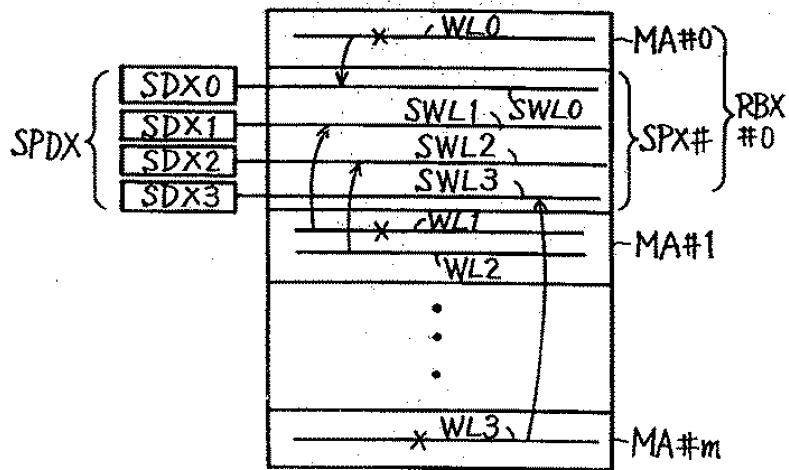 WL0
MA#0
SDX0
SWL0
SPDX
SDX1
SWL1
SPX#
RBX
#0
SDX2
SWL2
SDX3
SWL3
WL1
MA#1
WL2
WL3
MA#m